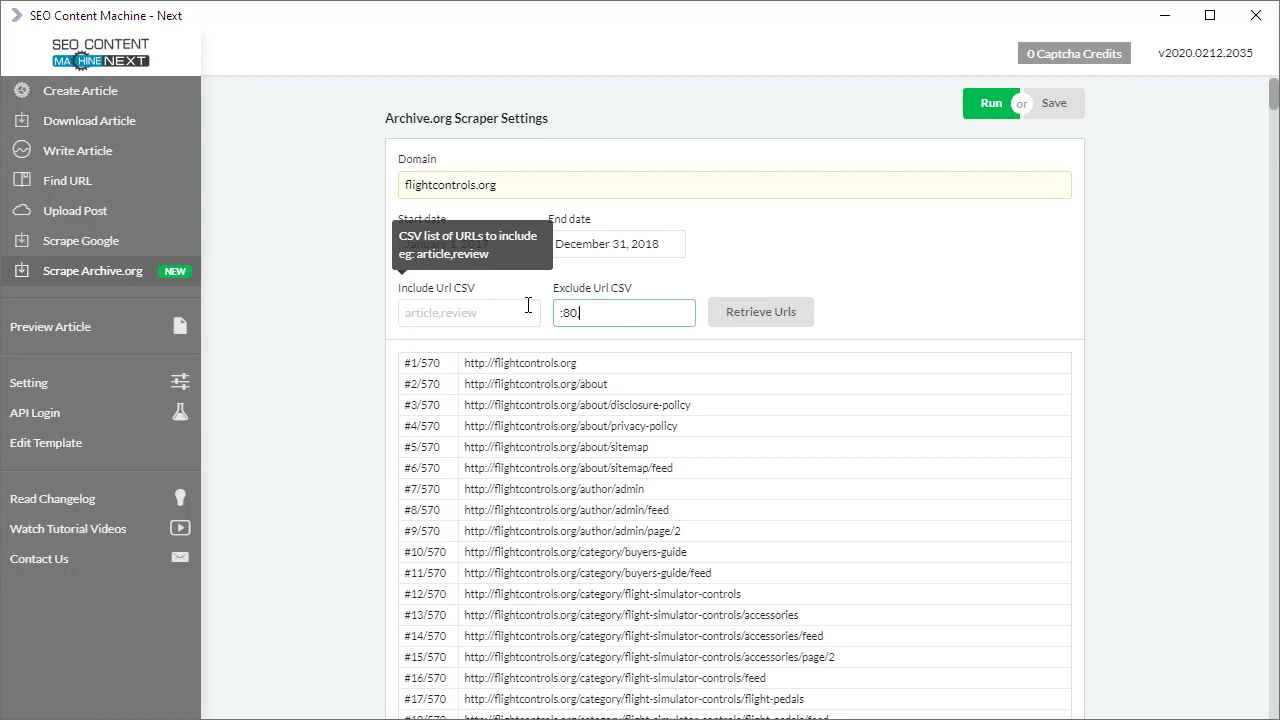 SEO Content Machine - Next
SEO CONTENT
MACHINE NEXT
0 Captcha Credits
v2020.0212.2035
Create Article
Download Article
Write Article
Find URL
Upload Post
Scrape Google
Scrape Archive.org NEW
Preview Article
Setting
API Login
Edit Template
Read Changelog
Watch Tutorial Videos
Contact Us
Archive.org Scraper Settings
Run or Save
Domain
flightcontrols.org
Start date End date
December 31, 2018
CSV list of URLs to include
eg: article,review
Include Url CSV Exclude Url CSV
article,review :80, Retrieve Urls
#1/570 http://flightcontrols.org
#2/570 http://flightcontrols.org/about
#3/570 http://flightcontrols.org/about/disclosure-policy
#4/570 http://flightcontrols.org/about/privacy-policy
#5/570 http://flightcontrols.org/about/sitemap
#6/570 http://flightcontrols.org/about/sitemap/feed
#7/570 http://flightcontrols.org/author/admin
#8/570 http://flightcontrols.org/author/admin/feed
#9/570 http://flightcontrols.org/author/admin/page/2
#10/570 http://flightcontrols.org/category/buyers-guide
#11/570 http://flightcontrols.org/category/buyers-guide/feed
#12/570 http://flightcontrols.org/category/flight-simulator-controls
#13/570 http://flightcontrols.org/category/flight-simulator-controls/accessories
#14/570 http://flightcontrols.org/category/flight-simulator-controls/accessories/feed
#15/570 http://flightcontrols.org/category/flight-simulator-controls/accessories/page/2
#16/570 http://flightcontrols.org/category/flight-simulator-controls/feed
#17/570 http://flightcontrols.org/category/flight-simulator-controls/flight-pedals